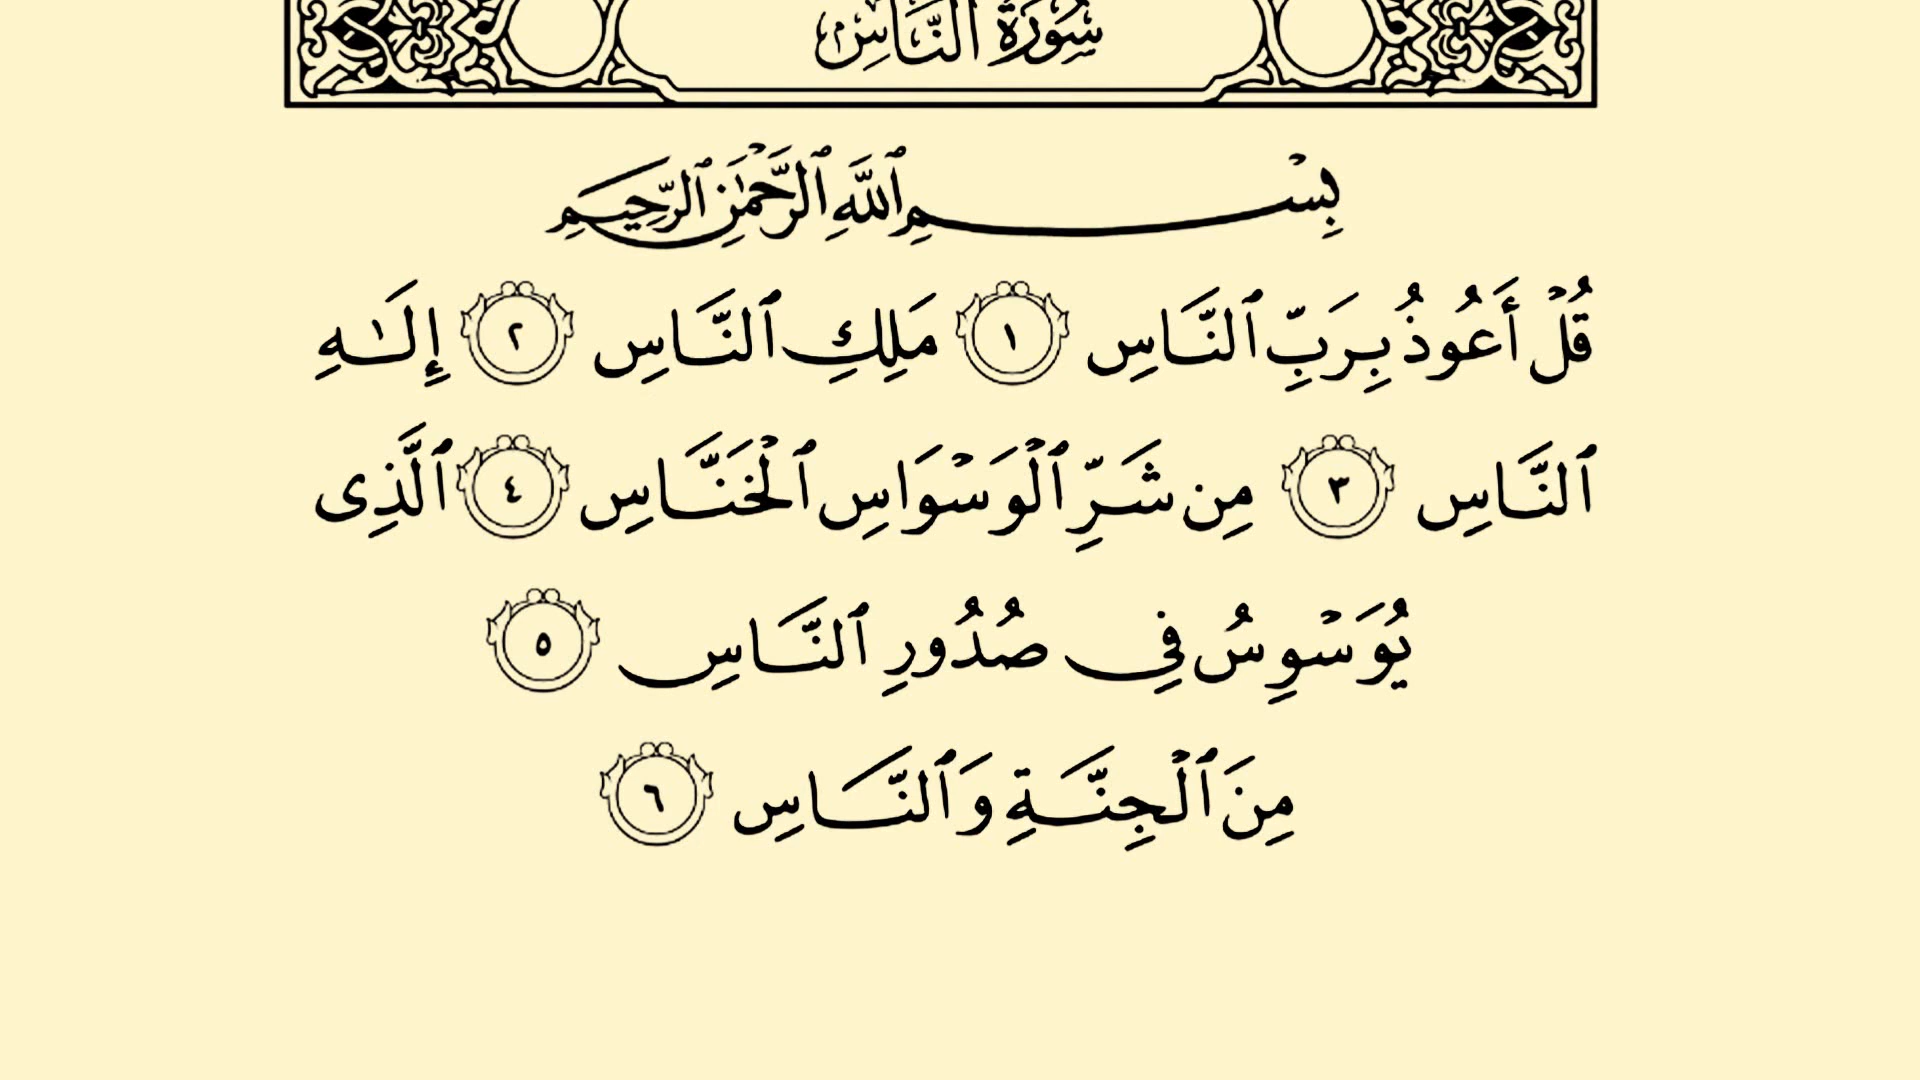 سُورَةُ النَّاسِ
بِسْمِ ٱللَّهِ ٱلرَّحْمَٰنِ ٱلرَّحِيمِ
قُلْ أَعُوذُ بِرَبِّ ٱلنَّاسِ ١ مَلِكِ ٱلنَّاسِ ٢ إِلَـٰهِ
ٱلنَّاسِ ٣ مِن شَرِّ ٱلْوَسْوَاسِ ٱلْخَنَّاسِ ٤ ٱلَّذِى
يُوَسْوِسُ فِى صُدُورِ ٱلنَّاسِ ٥
مِنَ ٱلْجِنَّةِ وَٱلنَّاسِ ٦